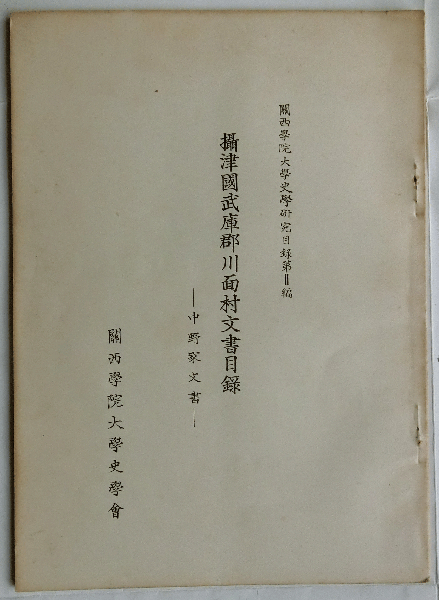 關西學院大學史學研究目録第Ⅱ編
攝津國武庫郡川面村文書目錄
―中野家文書―
關西學院大學史學會